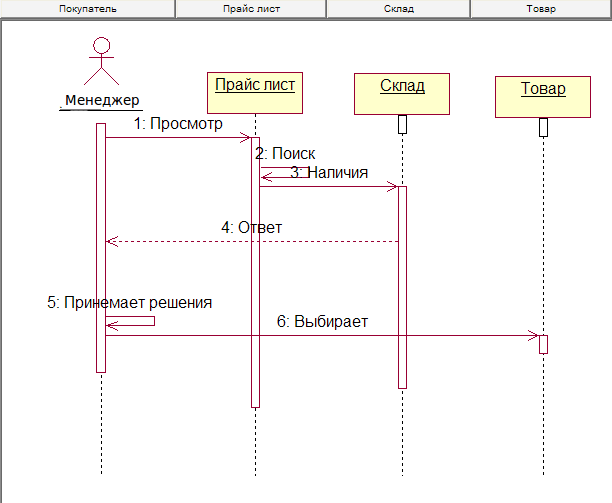 Покупатель
Прайс лист
Склад
Товар
Менеджер
Прайс лист
Склад
Товар
1: Просмотр
2: Поиск
3: Наличия
4: Ответ
5: Принемает решения
6: Выбирает